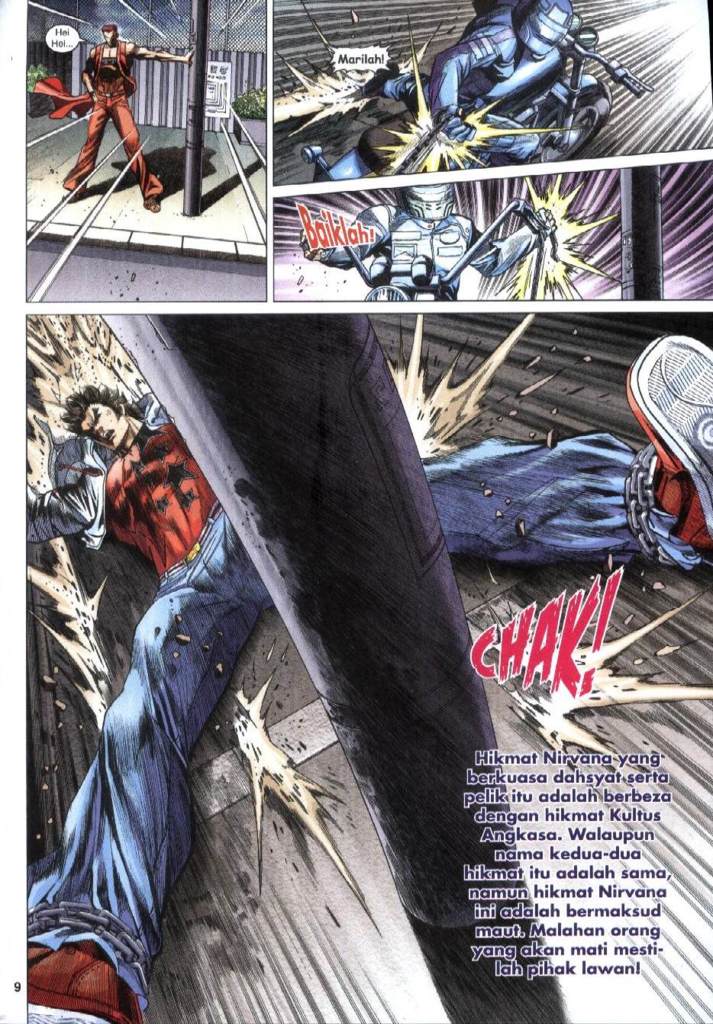 Hei
Hei...
Marilah!
Baiklah!
CHAK!
Hikmat Nirvana yang
berkuasa dahsyat serta
pelik itu adalah berbeza
dengan hikmat Kultus
Angkasa. Walaupun
nama kedua-dua
hikmat itu adalah sama,
namun hikmat Nirvana
ini adalah bermaksud
maut. Malahan orang
yang akan mati mesti-
lah pihak lawan!
9